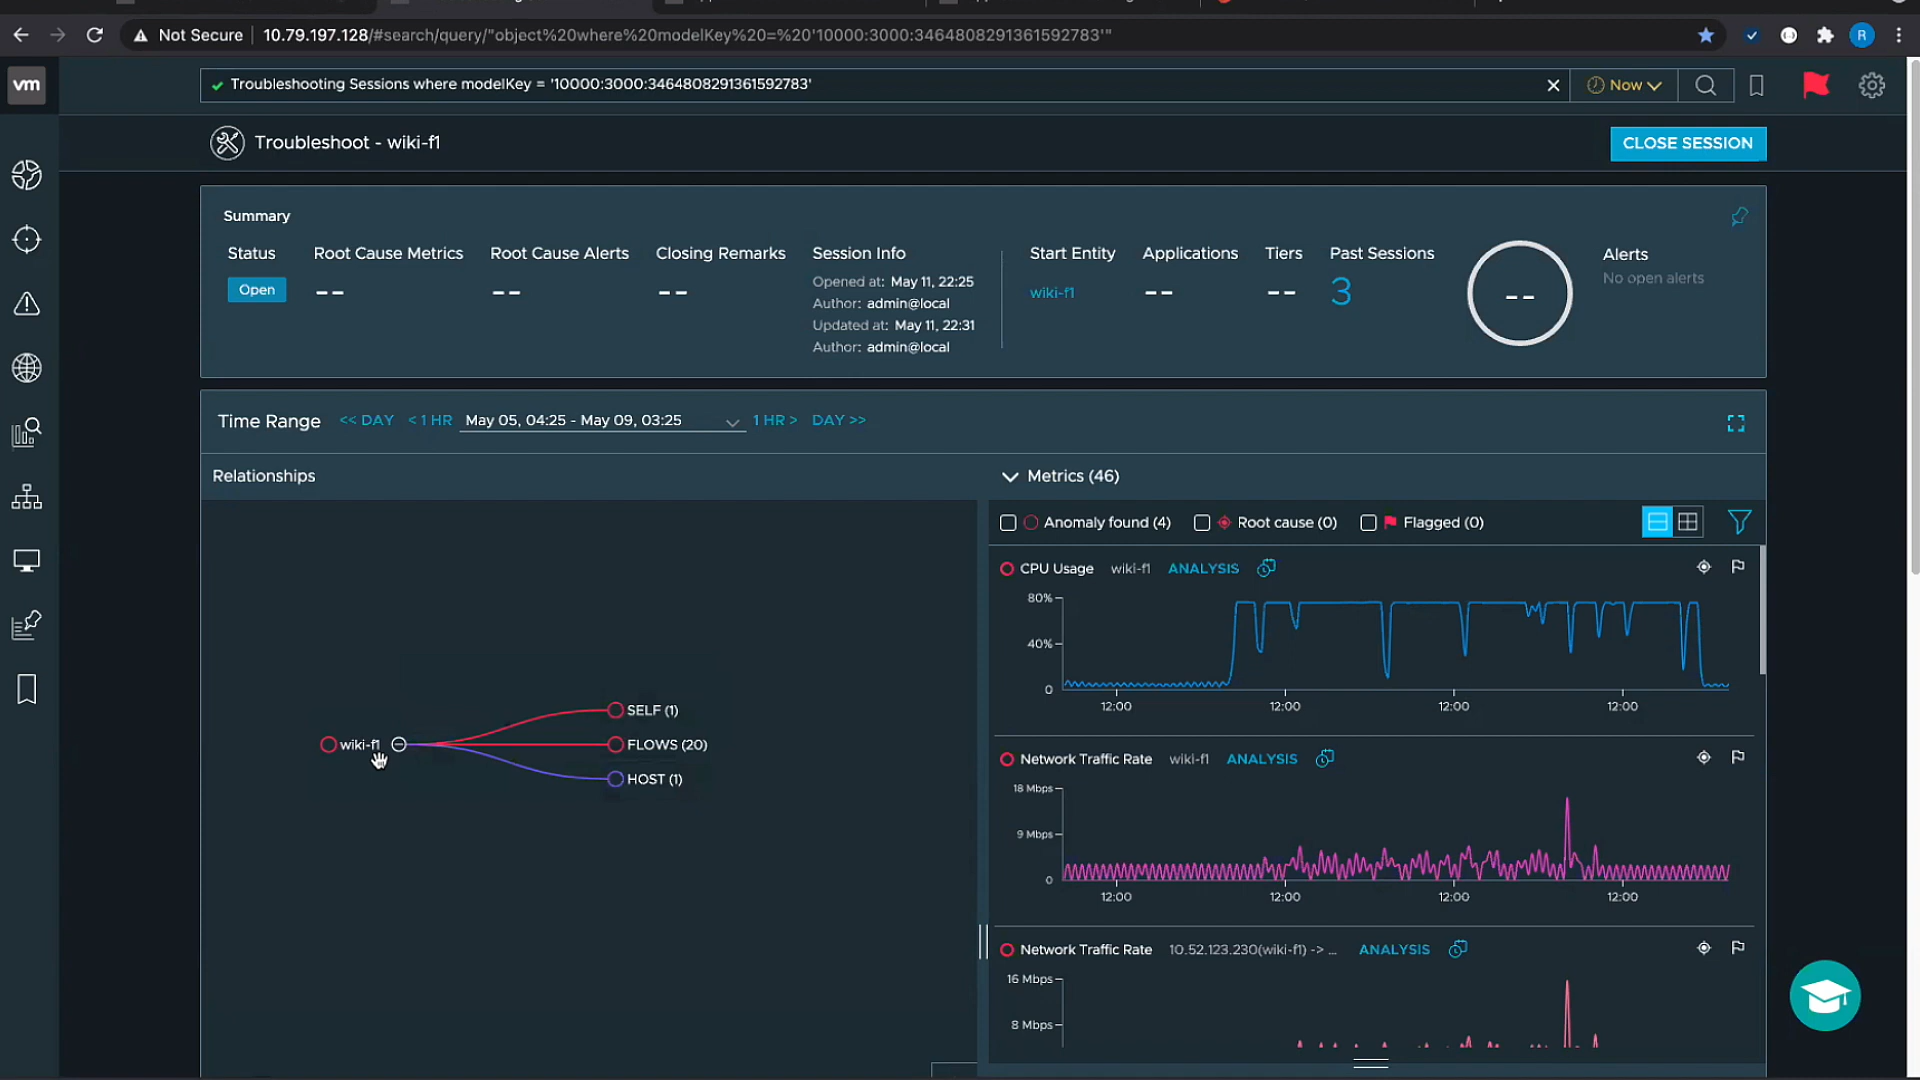 Not Secure
10.79.197.128/#search/query/"object%20where%20modelKey%20=%20'10000:3000:3464808291361592783'"
R
vm
Troubleshooting Sessions where modelKey = '10000:3000:3464808291361592783'
Now
Troubleshoot - wiki-f1
CLOSE SESSION
Summary
Status
Open
Root Cause Metrics
--
Root Cause Alerts
--
Closing Remarks
--
Session Info
Opened at: May 11, 22:25
Author: admin@local
Updated at: May 11, 22:31
Author: admin@local
Start Entity
wiki-f1
Applications
--
Tiers
--
Past Sessions
3
--
Alerts
No open alerts
Time Range
<< DAY
< 1 HR
May 05, 04:25 - May 09, 03:25
1 HR >
DAY >>
Relationships
wiki-f1
SELF (1)
FLOWS (20)
HOST (1)
Metrics (46)
Anomaly found (4)
Root cause (0)
Flagged (0)
CPU Usage wiki-f1 ANALYSIS
80%
40%
0
12:00 12:00 12:00 12:00
Network Traffic Rate wiki-f1 ANALYSIS
18 Mbps
9 Mbps
0
12:00 12:00 12:00 12:00
Network Traffic Rate 10.52.123.230(wiki-f1) -> ... ANALYSIS
16 Mbps
8 Mbps